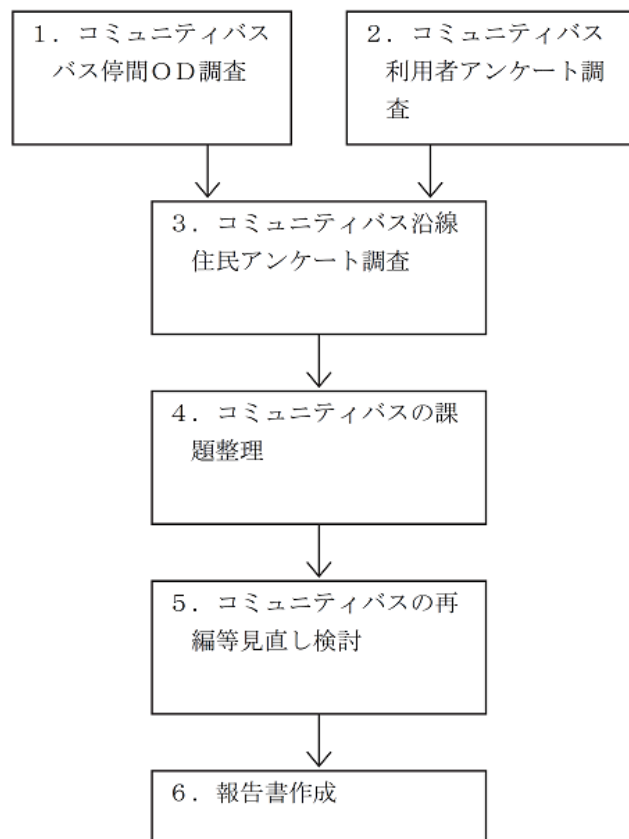 １．コミュニティバス
バス停間ＯＤ調査
２．コミュニティバス
利用者アンケート調
査
３．コミュニティバス沿線
住民アンケート調査
４．コミュニティバスの課
題整理
５．コミュニティバスの再
編等見直し検討
６．報告書作成